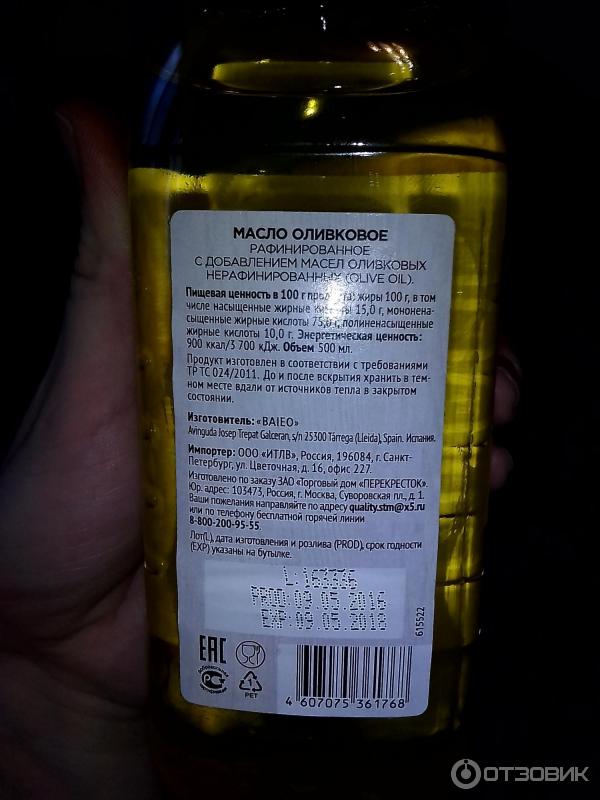 МАСЛО ОЛИВКОВОЕ
РАФИНИРОВАННОЕ
С ДОБАВЛЕНИЕМ МАСЕЛ ОЛИВКОВЫХ
НЕРАФИНИРОВАННЫХ (OLIVE OIL).
Пищевая ценность в 100 г продукта: жиры 100 г, в том
числе насыщенные жирные кислоты 15,0 г, мононена-
сыщенные жирные кислоты 75,0 г, полиненасыщенные
жирные кислоты 10,0 г. Энергетическая ценность:
900 ккал/3 700 кДж. Объем 500 мл.
Продукт изготовлен в соответствии с требованиями
ТР ТС 024/2011. До и после вскрытия хранить в тем-
ном месте вдали от источников тепла в закрытом
состоянии.
Изготовитель: «BAIEO»
Avinguda Josep Trepat Galceran, s/n 25300 Tàrrega (Lleida), Spain. Испания.
Импортер: ООО «ИТЛВ», Россия, 196084, г. Санкт-
Петербург, ул. Цветочная, д. 16, офис 227.
Изготовлено по заказу ЗАО «Торговый дом «ПЕРЕКРЕСТОК».
Юр. адрес: 103473, Россия, г. Москва, Суворовская пл., д. 1.
Ваши пожелания направляйте по адресу quality.stm@x5.ru
или по телефону бесплатной горячей линии
8-800-200-95-55.
Лот(L), дата изготовления и розлива (PROD), срок годности
(EXP) указаны на бутылке.
L:163336
PROD:09.05.2016
EXP:09.05.2018
615522
EAC
добровольная
сертификация
1
PET
4 607075 361768
ОТЗОВИК